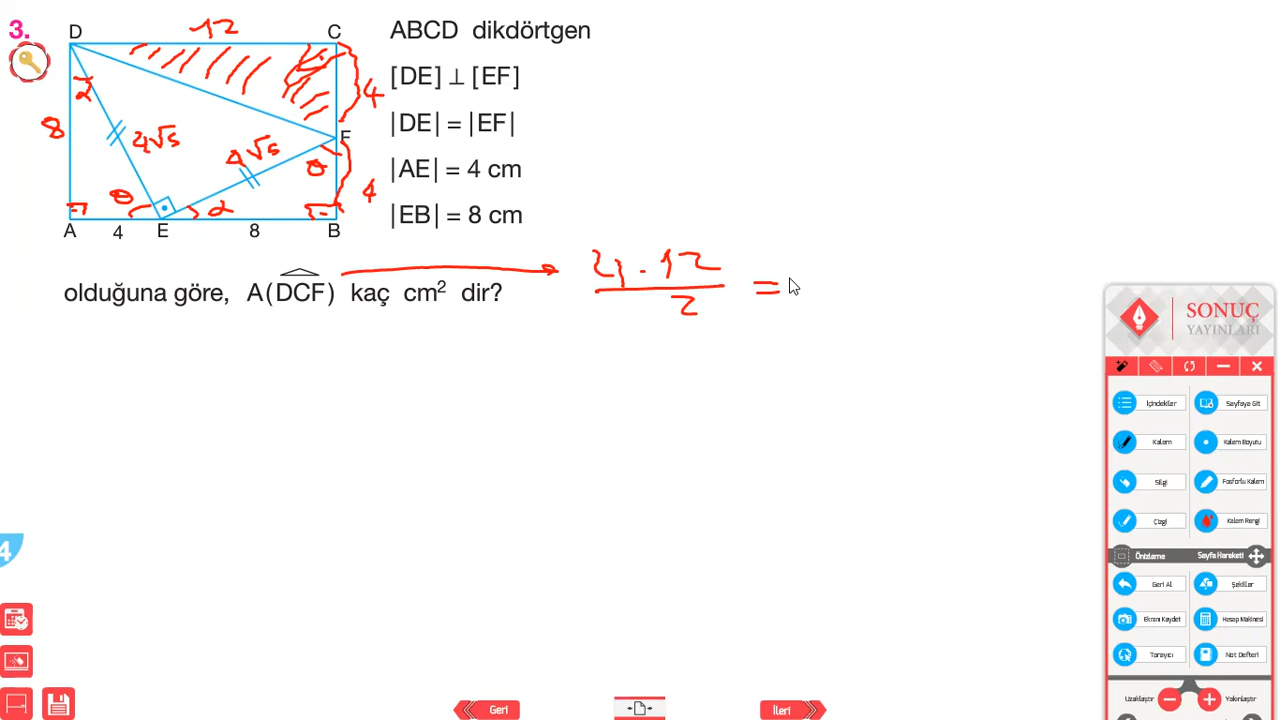 3.
D
12
C
ABCD dikdörtgen
[DE] ⊥ [EF]
|DE| = |EF|
|AE| = 4 cm
|EB| = 8 cm
8
4√5
4√5
4
F
θ
4
θ
α
A
4
E
8
B
olduğuna göre, A(DCF) kaç cm² dir?
4 · 12
2
=
SONUÇ
YAYINLARI
İçindekiler
Sayfaya Git
Kalem
Kalem Boyutu
Silgi
Fosforlu Kalem
Çizgi
Kalem Rengi
Önizleme
Sayfa Hareketi
Geri Al
Şekiller
Ekranı Kaydet
Hesap Makinesi
Tarayıcı
Not Defteri
Uzaklaştır
Yakınlaştır
4
Geri
İleri